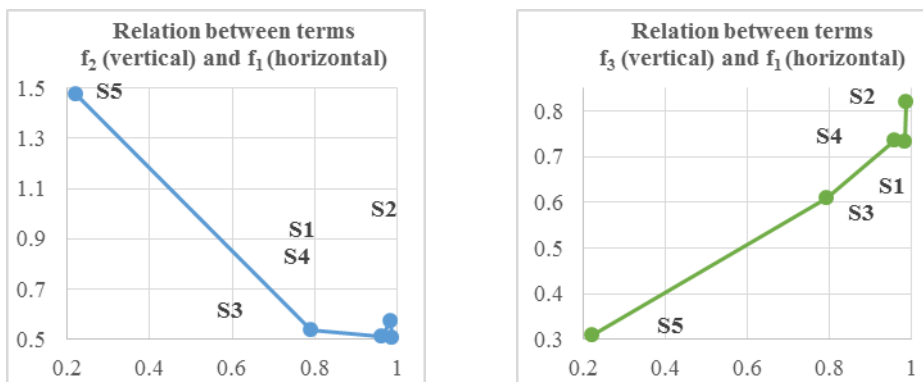 Relation between terms
f₂ (vertical) and f₁ (horizontal)
1.5
S5
1.3
1.1
S2
S1
0.9
S4
0.7
S3
0.5
0.2 0.4 0.6 0.8 1
Relation between terms
f₃ (vertical) and f₁ (horizontal)
S2
0.8
S4
0.7
S1
0.6
S3
0.5
0.4
S5
0.3
0.2 0.4 0.6 0.8 1